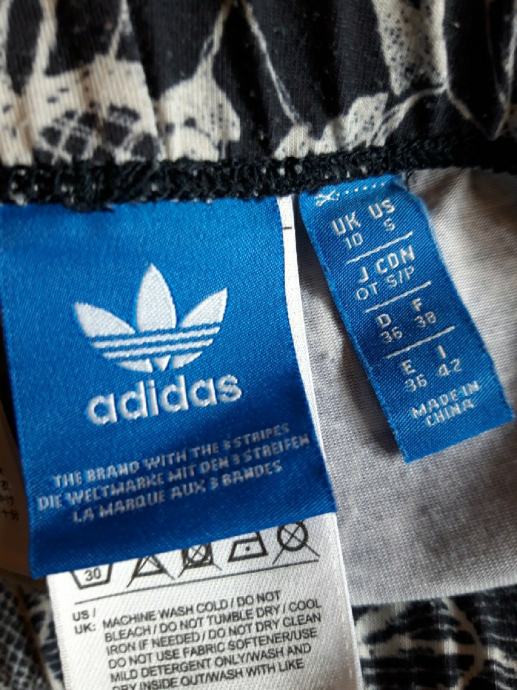 adidas
THE BRAND WITH THE 3 STRIPES
DIE WELTMARKE MIT DEN 3 STREIFEN
LA MARQUE AUX 3 BANDES
UK US
10 S
J CDN
OT S/P
D F
36 38
E I
36 42
MADE IN
CHINA
30
US /
UK: MACHINE WASH COLD / DO NOT
BLEACH / DO NOT TUMBLE DRY / COOL
IRON IF NEEDED / DO NOT DRY CLEAN
DO NOT USE FABRIC SOFTENER/USE
MILD DETERGENT ONLY/WASH AND
DRY INSIDE OUT/WASH WITH LIKE